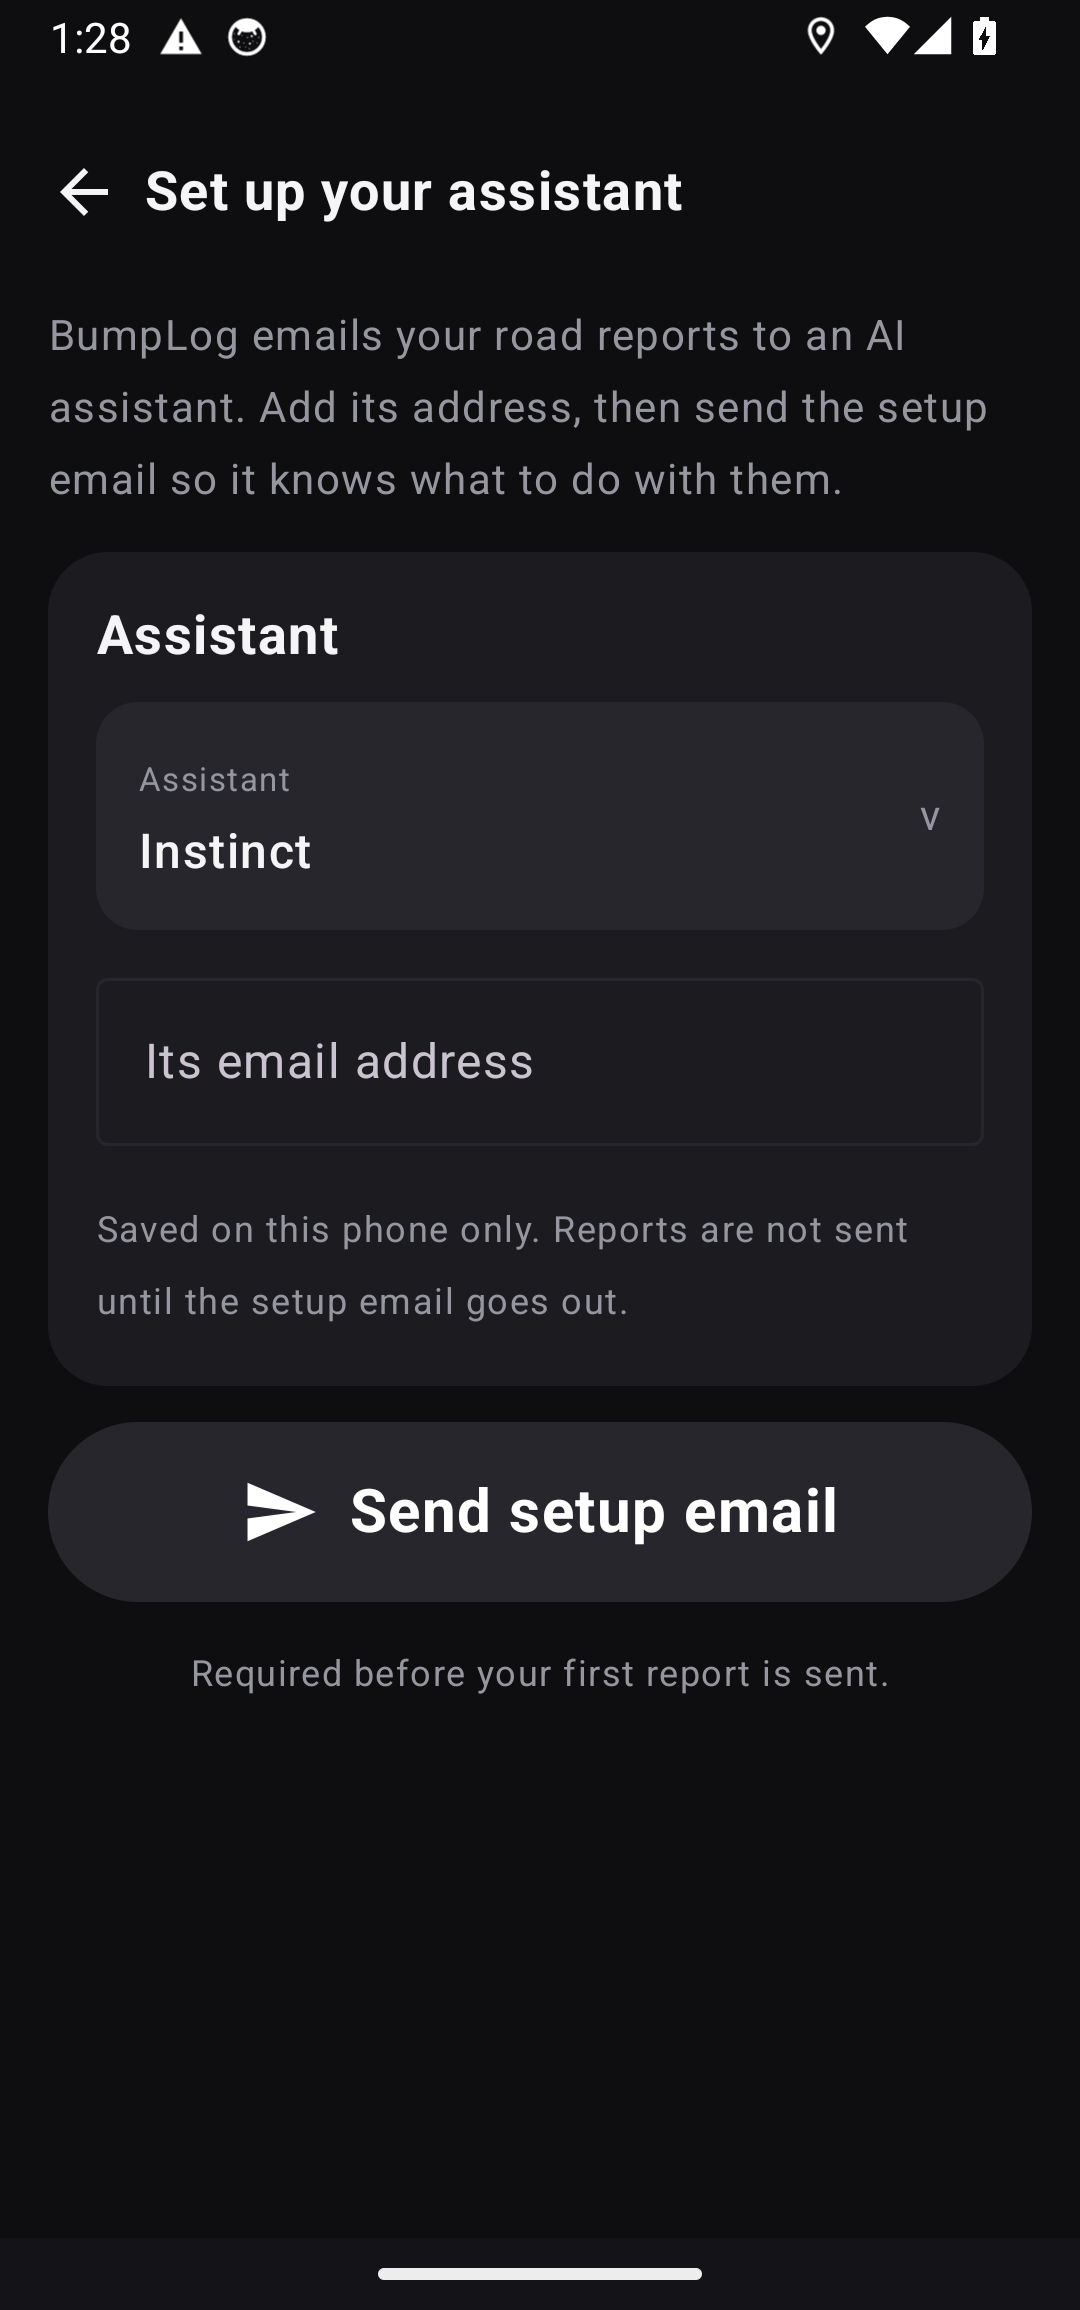 1:28
Set up your assistant
BumpLog emails your road reports to an AI
assistant. Add its address, then send the setup
email so it knows what to do with them.
Assistant
Assistant
Instinct
v
Its email address
Saved on this phone only. Reports are not sent
until the setup email goes out.
Send setup email
Required before your first report is sent.